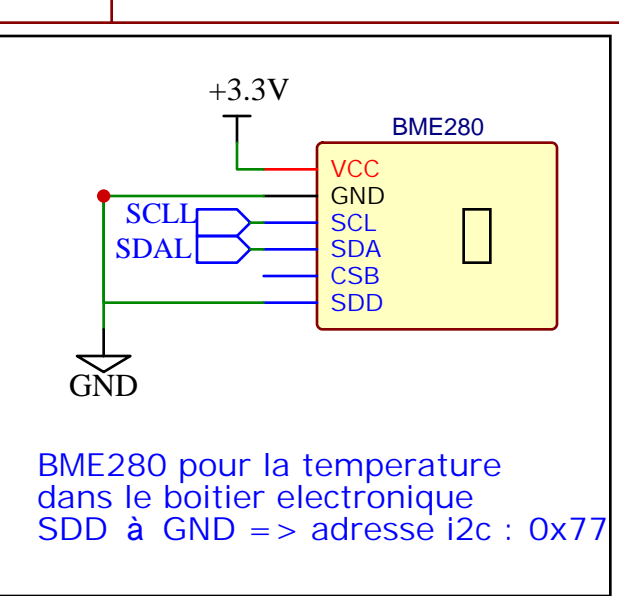 +3.3V
BME280
VCC
GND
SCLL
SCL
SDAL
SDA
CSB
SDD
GND
BME280 pour la temperature
dans le boitier electronique
SDD à GND => adresse i2c : 0x77